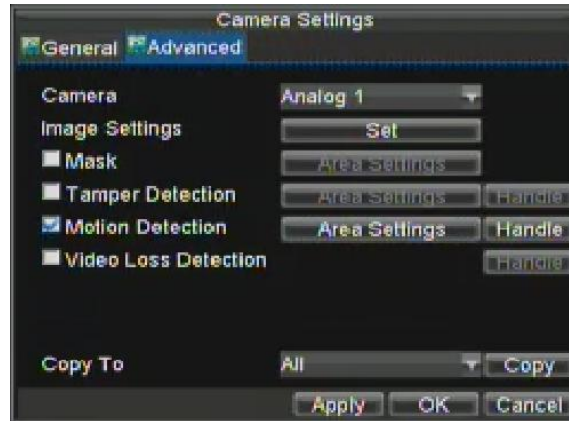 Camera Settings
General Advanced
Camera Analog 1
Image Settings Set
Mask Area Settings
Tamper Detection Area Settings Handle
Motion Detection Area Settings Handle
Video Loss Detection Handle
Copy To All Copy
Apply OK Cancel